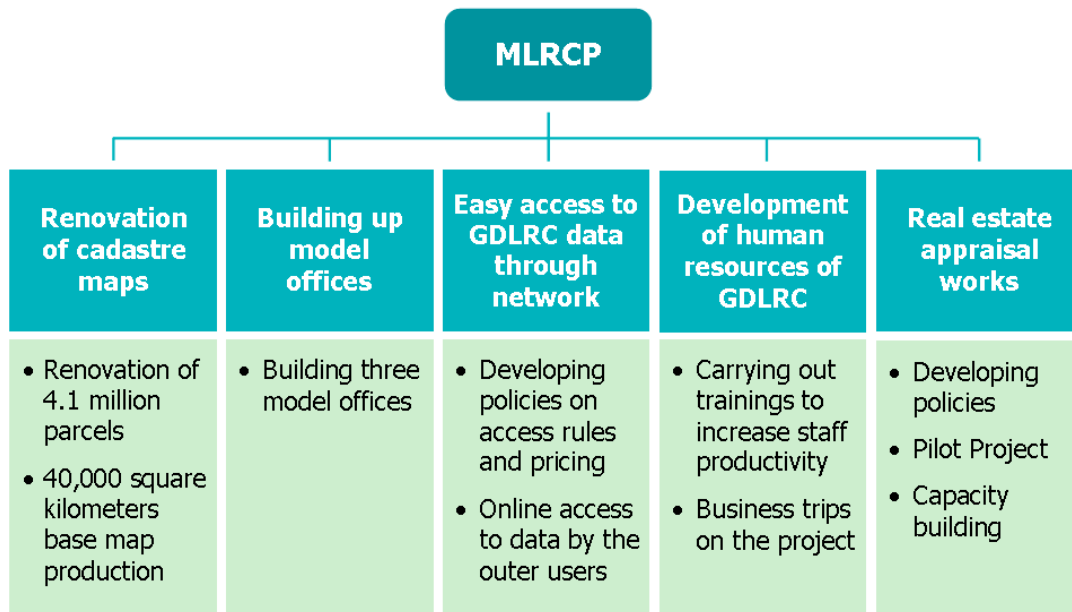 MLRCP
Renovation
of cadastre
maps
• Renovation of
4.1 million
parcels
• 40,000 square
kilometers
base map
production
Building up
model
offices
• Building three
model offices
Easy access to
GDLRC data
through
network
• Developing
policies on
access rules
and pricing
• Online access
to data by the
outer users
Development
of human
resources of
GDLRC
• Carrying out
trainings to
increase staff
productivity
• Business trips
on the project
Real estate
appraisal
works
• Developing
policies
• Pilot Project
• Capacity
building